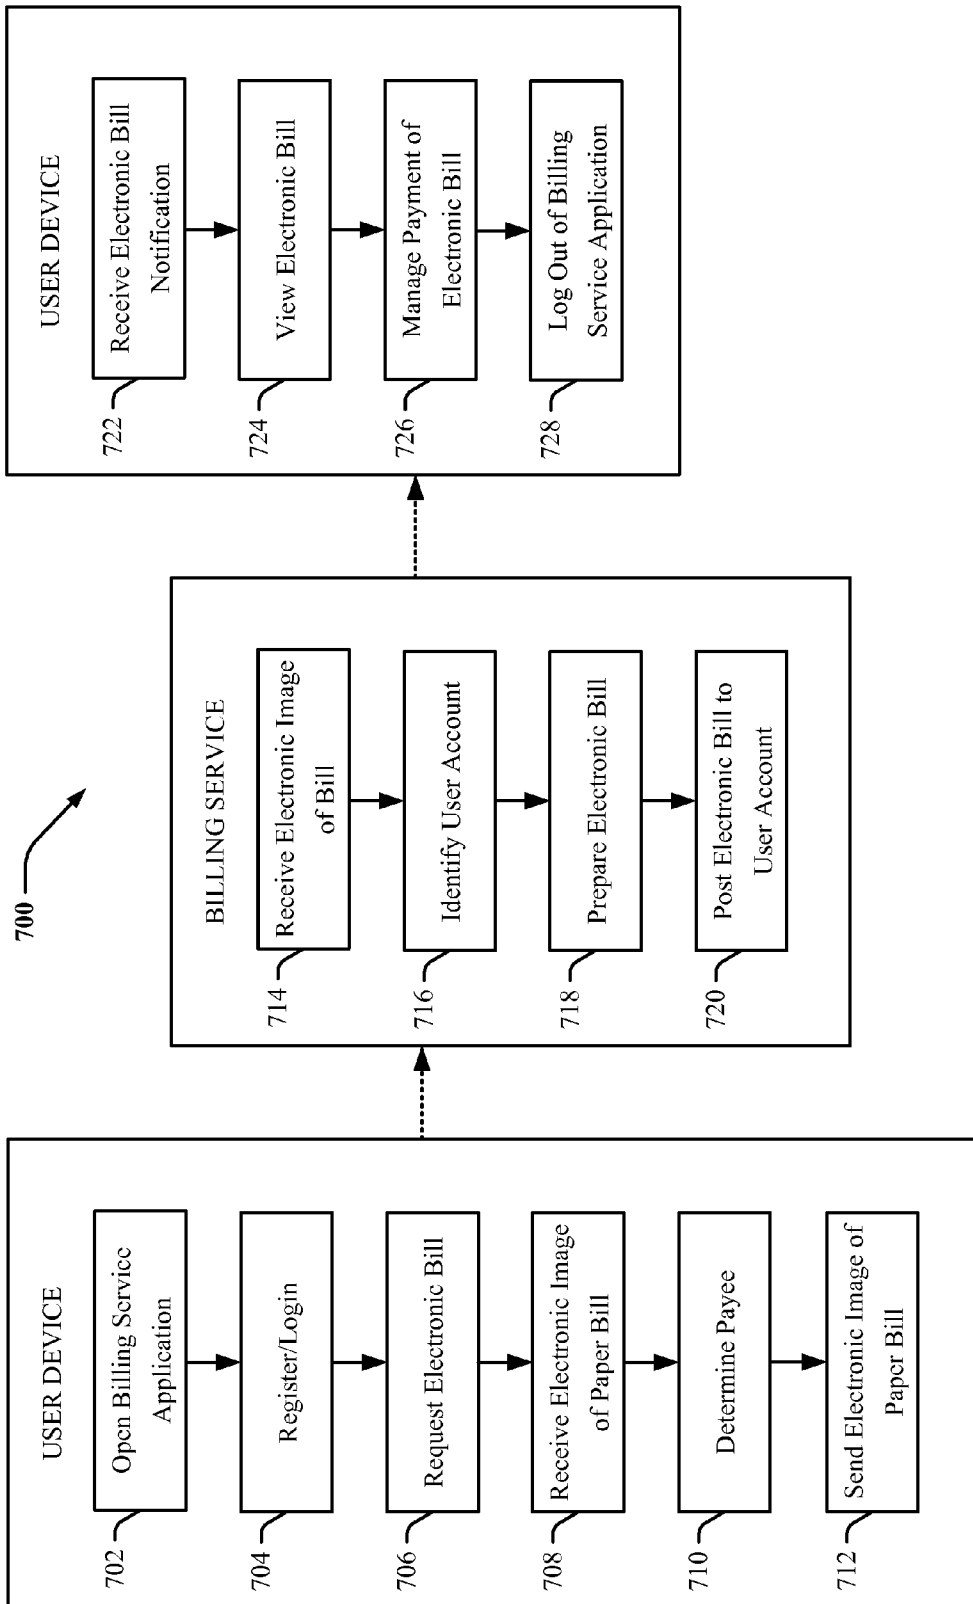 700
USER DEVICE
702
Open Billing Service
Application
704
Register/Login
706
Request Electronic Bill
708
Receive Electronic Image
of Paper Bill
710
Determine Payee
712
Send Electronic Image of
Paper Bill
BILLING SERVICE
714
Receive Electronic Image
of Bill
716
Identify User Account
718
Prepare Electronic Bill
720
Post Electronic Bill to
User Account
USER DEVICE
722
Receive Electronic Bill
Notification
724
View Electronic Bill
726
Manage Payment of
Electronic Bill
728
Log Out of Billing
Service Application